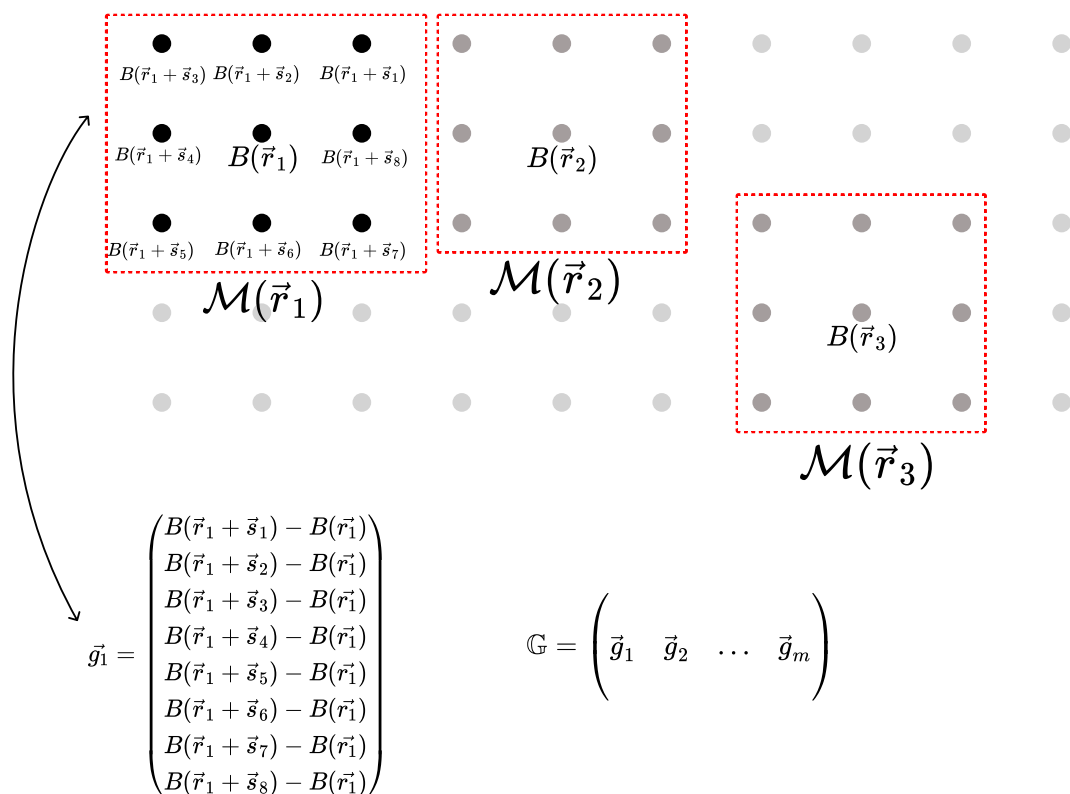 B(r⃗₁ + s⃗₃) B(r⃗₁ + s⃗₂) B(r⃗₁ + s⃗₁)
B(r⃗₁ + s⃗₄) B(r⃗₁) B(r⃗₁ + s⃗₈)
B(r⃗₂)
B(r⃗₁ + s⃗₅) B(r⃗₁ + s⃗₆) B(r⃗₁ + s⃗₇)
ℳ(r⃗₁)
ℳ(r⃗₂)
B(r⃗₃)
ℳ(r⃗₃)
B(r⃗₁ + s⃗₁) − B(r⃗₁)
B(r⃗₁ + s⃗₂) − B(r⃗₁)
B(r⃗₁ + s⃗₃) − B(r⃗₁)
B(r⃗₁ + s⃗₄) − B(r⃗₁)
g⃗₁ =
B(r⃗₁ + s⃗₅) − B(r⃗₁)
B(r⃗₁ + s⃗₆) − B(r⃗₁)
B(r⃗₁ + s⃗₇) − B(r⃗₁)
B(r⃗₁ + s⃗₈) − B(r⃗₁)
𝔾 = (g⃗₁ g⃗₂ … g⃗ₘ)